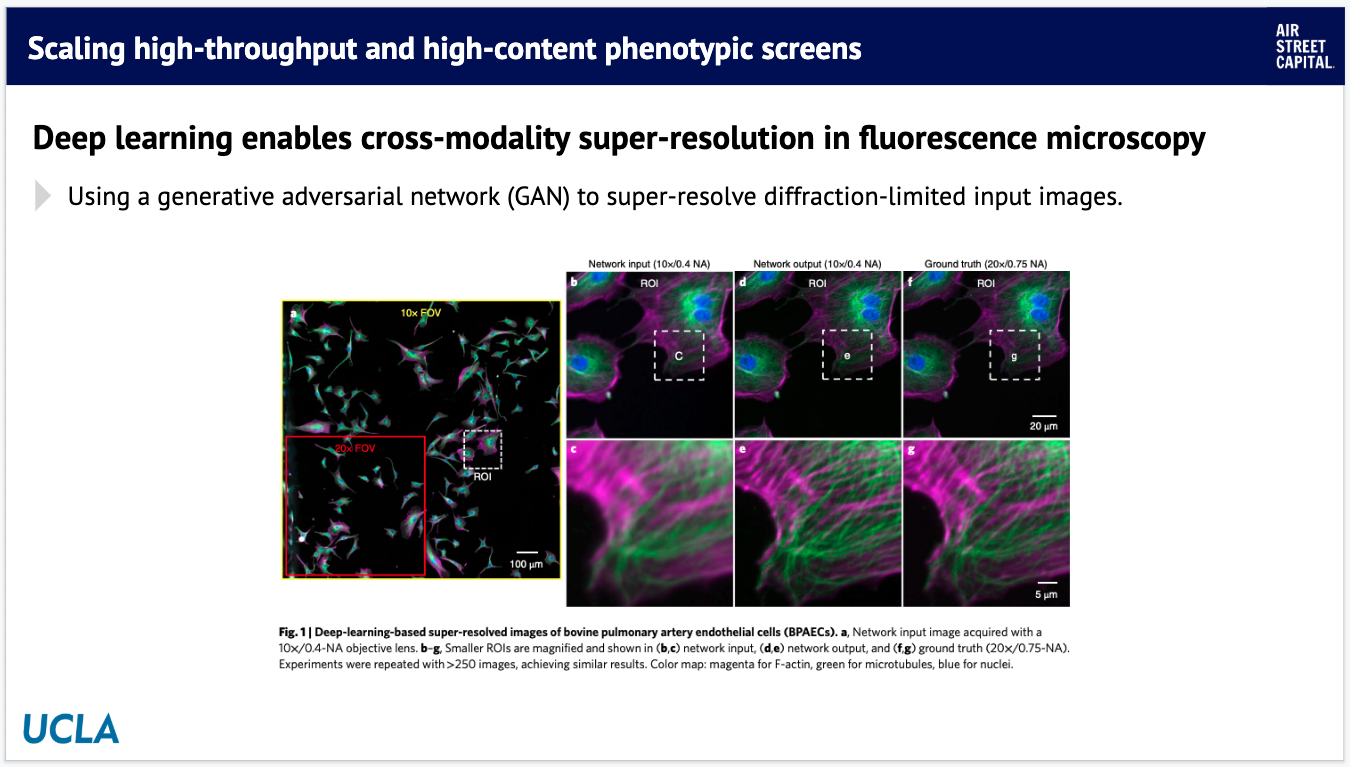 Scaling high-throughput and high-content phenotypic screens
AIR
STREET
CAPITAL.
Deep learning enables cross-modality super-resolution in fluorescence microscopy
Using a generative adversarial network (GAN) to super-resolve diffraction-limited input images.
Network input (10×/0.4 NA)
Network output (10×/0.4 NA)
Ground truth (20×/0.75 NA)
a
10× FOV
20× FOV
ROI
100 µm
b
ROI
C
d
ROI
e
f
ROI
g
20 µm
c
e
g
5 µm
Fig. 1 | Deep-learning-based super-resolved images of bovine pulmonary artery endothelial cells (BPAECs). a, Network input image acquired with a
10×/0.4-NA objective lens. b–g, Smaller ROIs are magnified and shown in (b,c) network input, (d,e) network output, and (f,g) ground truth (20×/0.75-NA).
Experiments were repeated with >250 images, achieving similar results. Color map: magenta for F-actin, green for microtubules, blue for nuclei.
UCLA